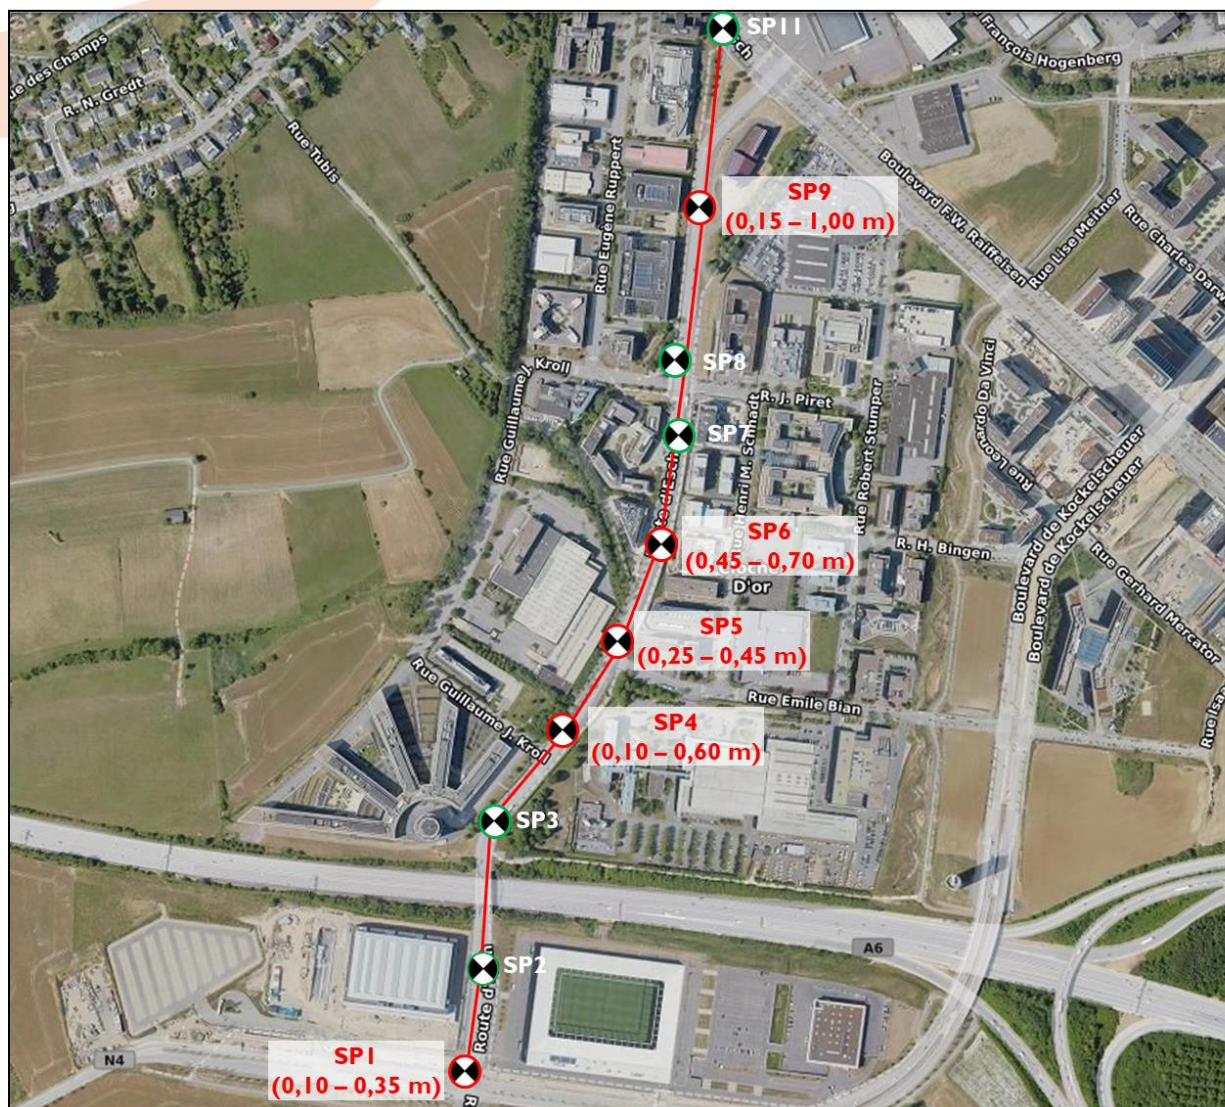 SP11
ch
François Hogenberg
ue des Champs
R. N. Gredt
Rue Tubis
Rue Eugène Ruppert
SP9
(0,15 – 1,00 m)
Boulevard F.W. Raiffeisen
Rue Lise Meitner
Rue Charles Darw
SP8
Rue Guillaume J. Kroll
R. J. Piret
Rue Leonardo Da Vinci
SP7
Rue Henri M. Schnadt
Rue Robert Stumper
Boulevard de Kockelscheuer
Boulevard de Kockelscheuer
SP6
(0,45 – 0,70 m)
R. H. Bingen
D'or
Rue Gerhard Mercator
SP5
(0,25 – 0,45 m)
Rue Guillaume J. Kroll
Rue Emile Bian
Rue Isa
SP4
(0,10 – 0,60 m)
SP3
A6
SP2
Route d'
SP1
(0,10 – 0,35 m)
N4
R